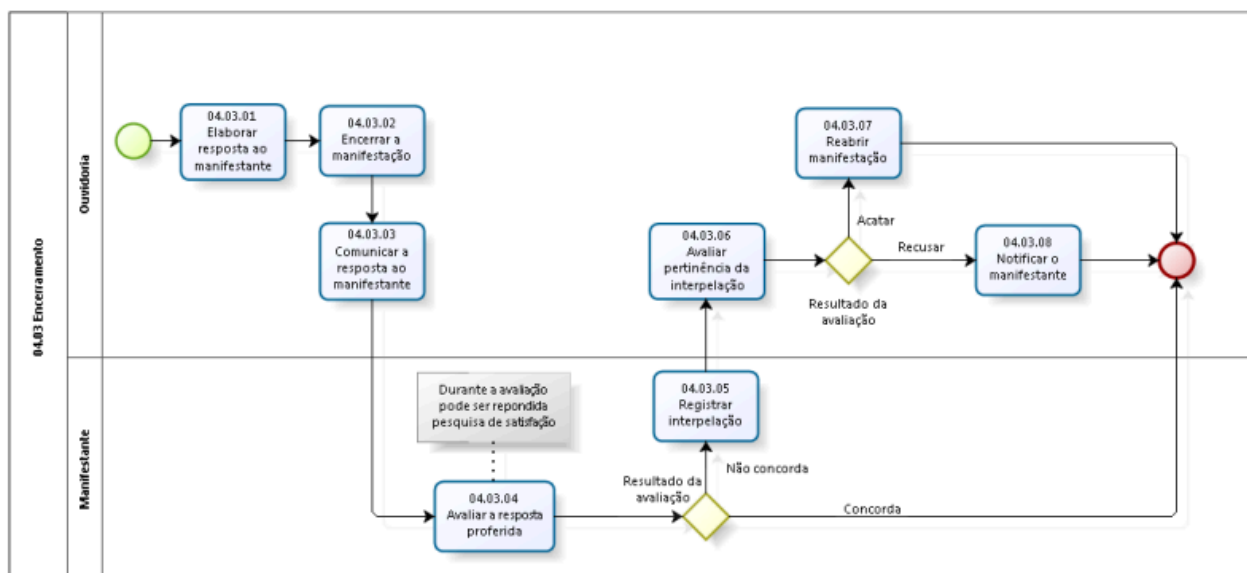 04.03 Encerramento
Ouvidoria
04.03.01
Elaborar
resposta ao
manifestante
04.03.02
Encerrar a
manifestação
04.03.03
Comunicar a
resposta ao
manifestante
04.03.06
Avaliar
pertinência da
interpelação
04.03.07
Reabrir
manifestação
Acatar
Recusar
Resultado da
avaliação
04.03.08
Notificar o
manifestante
Manifestante
Durante a avaliação
pode ser repondida
pesquisa de satisfação
04.03.04
Avaliar a resposta
proferida
Resultado da
avaliação
04.03.05
Registrar
interpelação
Não concorda
Concorda